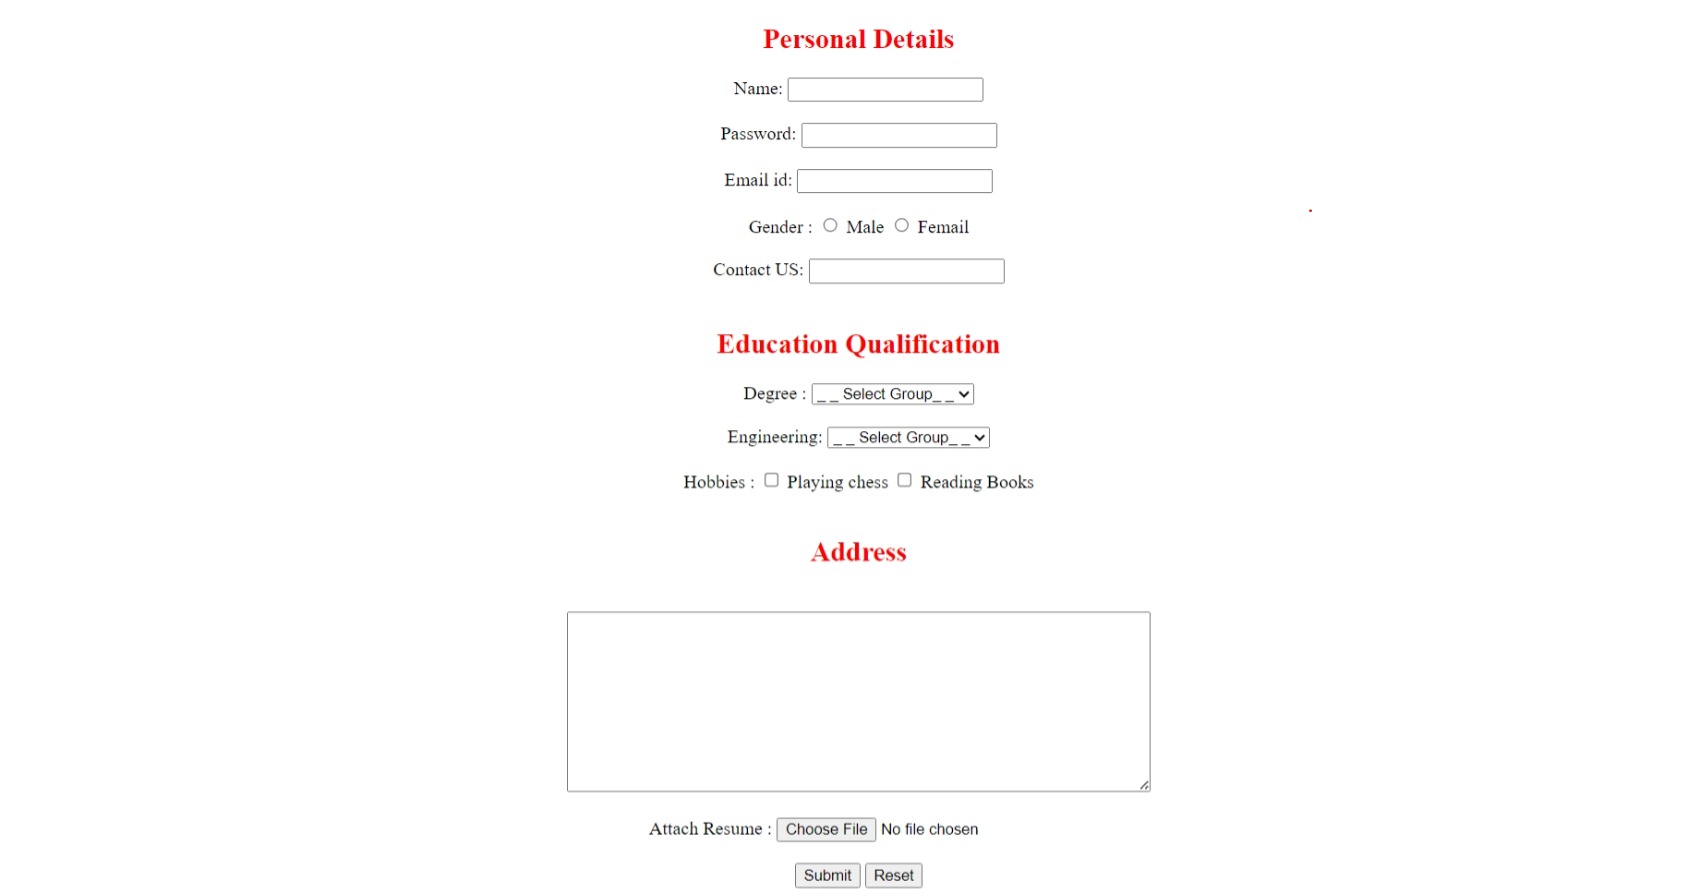 Personal Details
Name:
Password:
Email id:
Gender : Male Femail
Contact US:
Education Qualification
Degree : _ _ Select Group_ _
Engineering: _ _ Select Group_ _
Hobbies : Playing chess Reading Books
Address
Attach Resume : Choose File No file chosen
Submit Reset